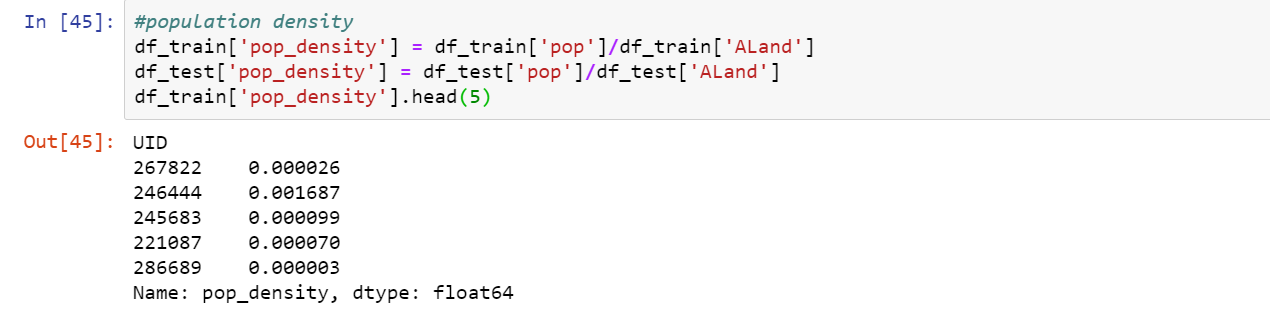 In [45]: #population density
df_train['pop_density'] = df_train['pop']/df_train['ALand']
df_test['pop_density'] = df_test['pop']/df_test['ALand']
df_train['pop_density'].head(5)
Out[45]: UID
267822    0.000026
246444    0.001687
245683    0.000099
221087    0.000070
286689    0.000003
Name: pop_density, dtype: float64